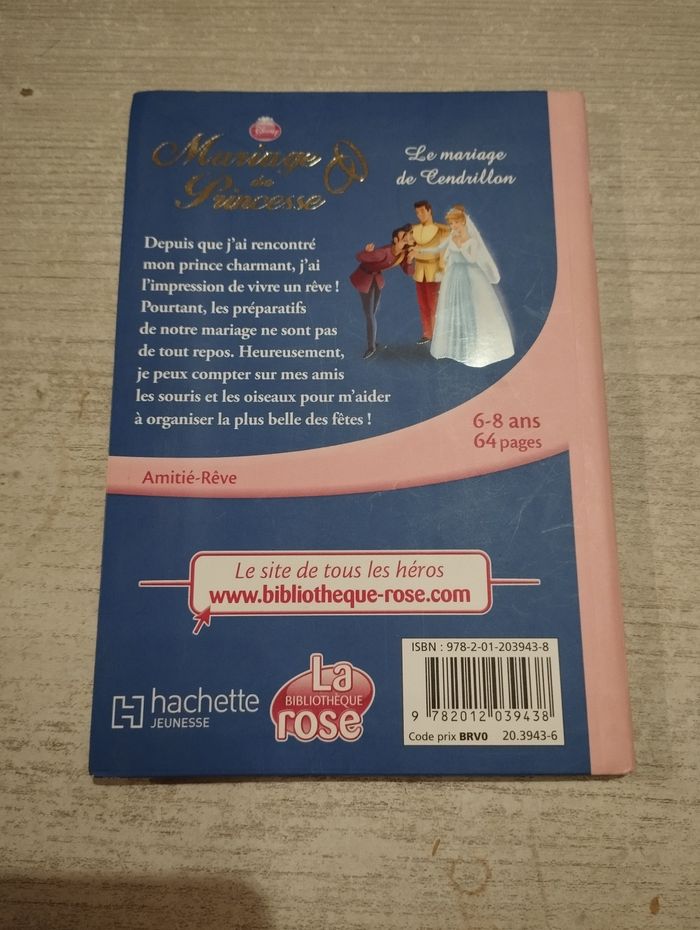 Disney
Mariage
de
Princesse
Le mariage
de Cendrillon
Depuis que j'ai rencontré
mon prince charmant, j'ai
l'impression de vivre un rêve !
Pourtant, les préparatifs
de notre mariage ne sont pas
de tout repos. Heureusement,
je peux compter sur mes amis
les souris et les oiseaux pour m'aider
à organiser la plus belle des fêtes !
6-8 ans
64 pages
Amitié-Rêve
Le site de tous les héros
www.bibliotheque-rose.com
hachette
JEUNESSE
La
BIBLIOTHÈQUE
rose
ISBN : 978-2-01-203943-8
9 782012 039438
Code prix BRV0 20.3943-6